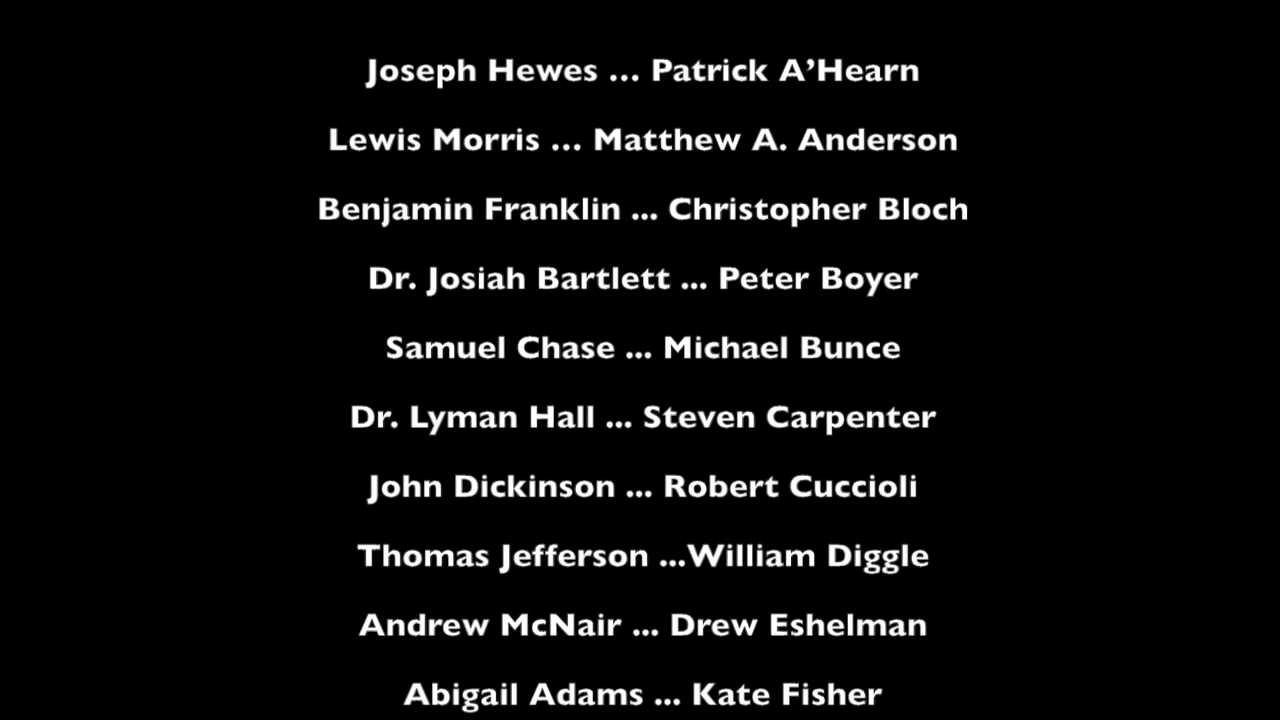 Joseph Hewes ... Patrick A’Hearn
Lewis Morris ... Matthew A. Anderson
Benjamin Franklin ... Christopher Bloch
Dr. Josiah Bartlett ... Peter Boyer
Samuel Chase ... Michael Bunce
Dr. Lyman Hall ... Steven Carpenter
John Dickinson ... Robert Cuccioli
Thomas Jefferson ...William Diggle
Andrew McNair ... Drew Eshelman
Abigail Adams ... Kate Fisher